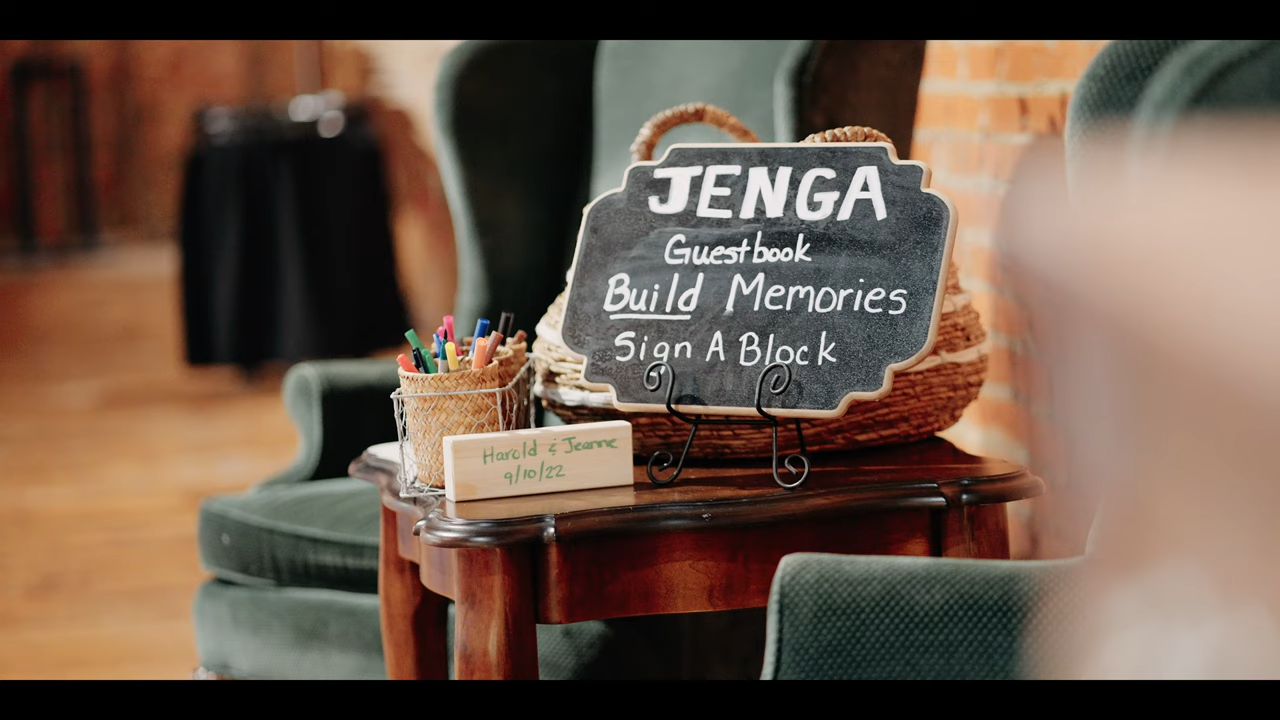 JENGA
Guestbook
Build Memories
Sign A Block
Harold & Jeanne
9/10/22